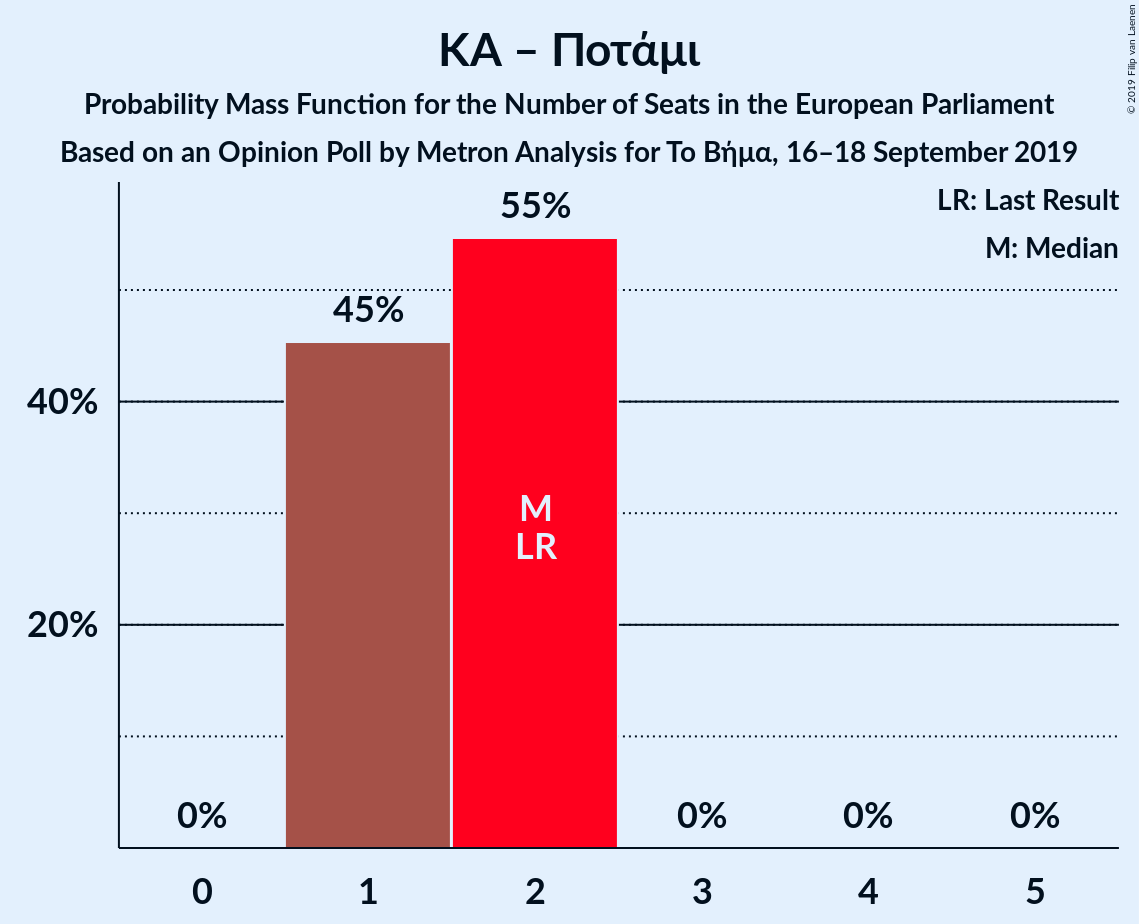 ΚΑ – Ποτάμι
Probability Mass Function for the Number of Seats in the European Parliament
Based on an Opinion Poll by Metron Analysis for Το Βήμα, 16–18 September 2019
© 2019 Filip van Laenen
LR: Last Result
M: Median
55%
45%
40%
20%
M
LR
0%
0%
0%
0%
0
1
2
3
4
5